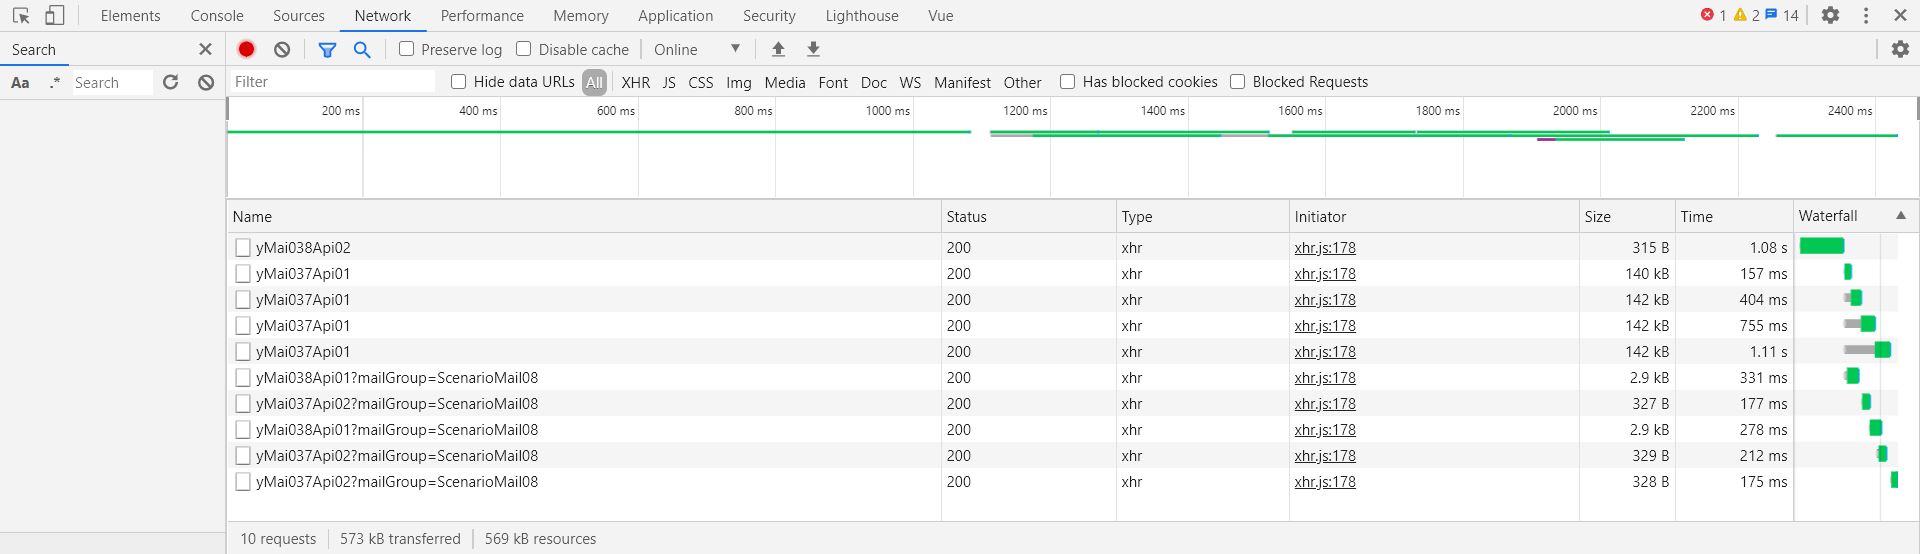 Elements Console Sources Network Performance Memory Application Security Lighthouse Vue 1 2 14
Search Preserve log Disable cache Online
Aa .* Search Filter Hide data URLs All XHR JS CSS Img Media Font Doc WS Manifest Other Has blocked cookies Blocked Requests
200 ms 400 ms 600 ms 800 ms 1000 ms 1200 ms 1400 ms 1600 ms 1800 ms 2000 ms 2200 ms 2400 ms
Name Status Type Initiator Size Time Waterfall
yMai038Api02 200 xhr xhr.js:178 315 B 1.08 s
yMai037Api01 200 xhr xhr.js:178 140 kB 157 ms
yMai037Api01 200 xhr xhr.js:178 142 kB 404 ms
yMai037Api01 200 xhr xhr.js:178 142 kB 755 ms
yMai037Api01 200 xhr xhr.js:178 142 kB 1.11 s
yMai038Api01?mailGroup=ScenarioMail08 200 xhr xhr.js:178 2.9 kB 331 ms
yMai037Api02?mailGroup=ScenarioMail08 200 xhr xhr.js:178 327 B 177 ms
yMai038Api01?mailGroup=ScenarioMail08 200 xhr xhr.js:178 2.9 kB 278 ms
yMai037Api02?mailGroup=ScenarioMail08 200 xhr xhr.js:178 329 B 212 ms
yMai037Api02?mailGroup=ScenarioMail08 200 xhr xhr.js:178 328 B 175 ms
10 requests 573 kB transferred 569 kB resources